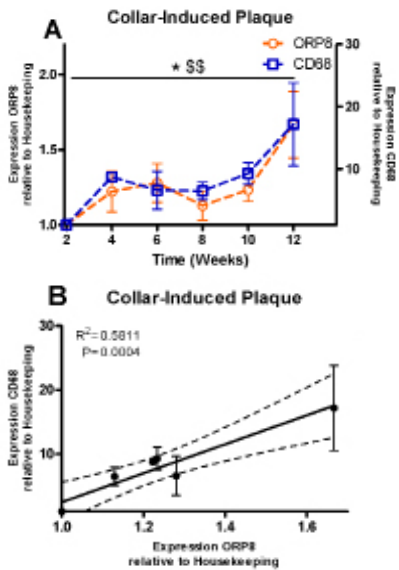 A
Collar-Induced Plaque
ORP8
CD68
* $$
Expression ORP8
relative to Housekeeping
2.0
1.5
1.0
30
20
10
Expression CD68
relative to Housekeeping
2 4 6 8 10 12
Time (Weeks)
B
Collar-Induced Plaque
R²=0.5811
P=0.0004
Expression CD68
relative to Housekeeping
30
20
10
0
1.0 1.2 1.4 1.6
Expression ORP8
relative to Housekeeping